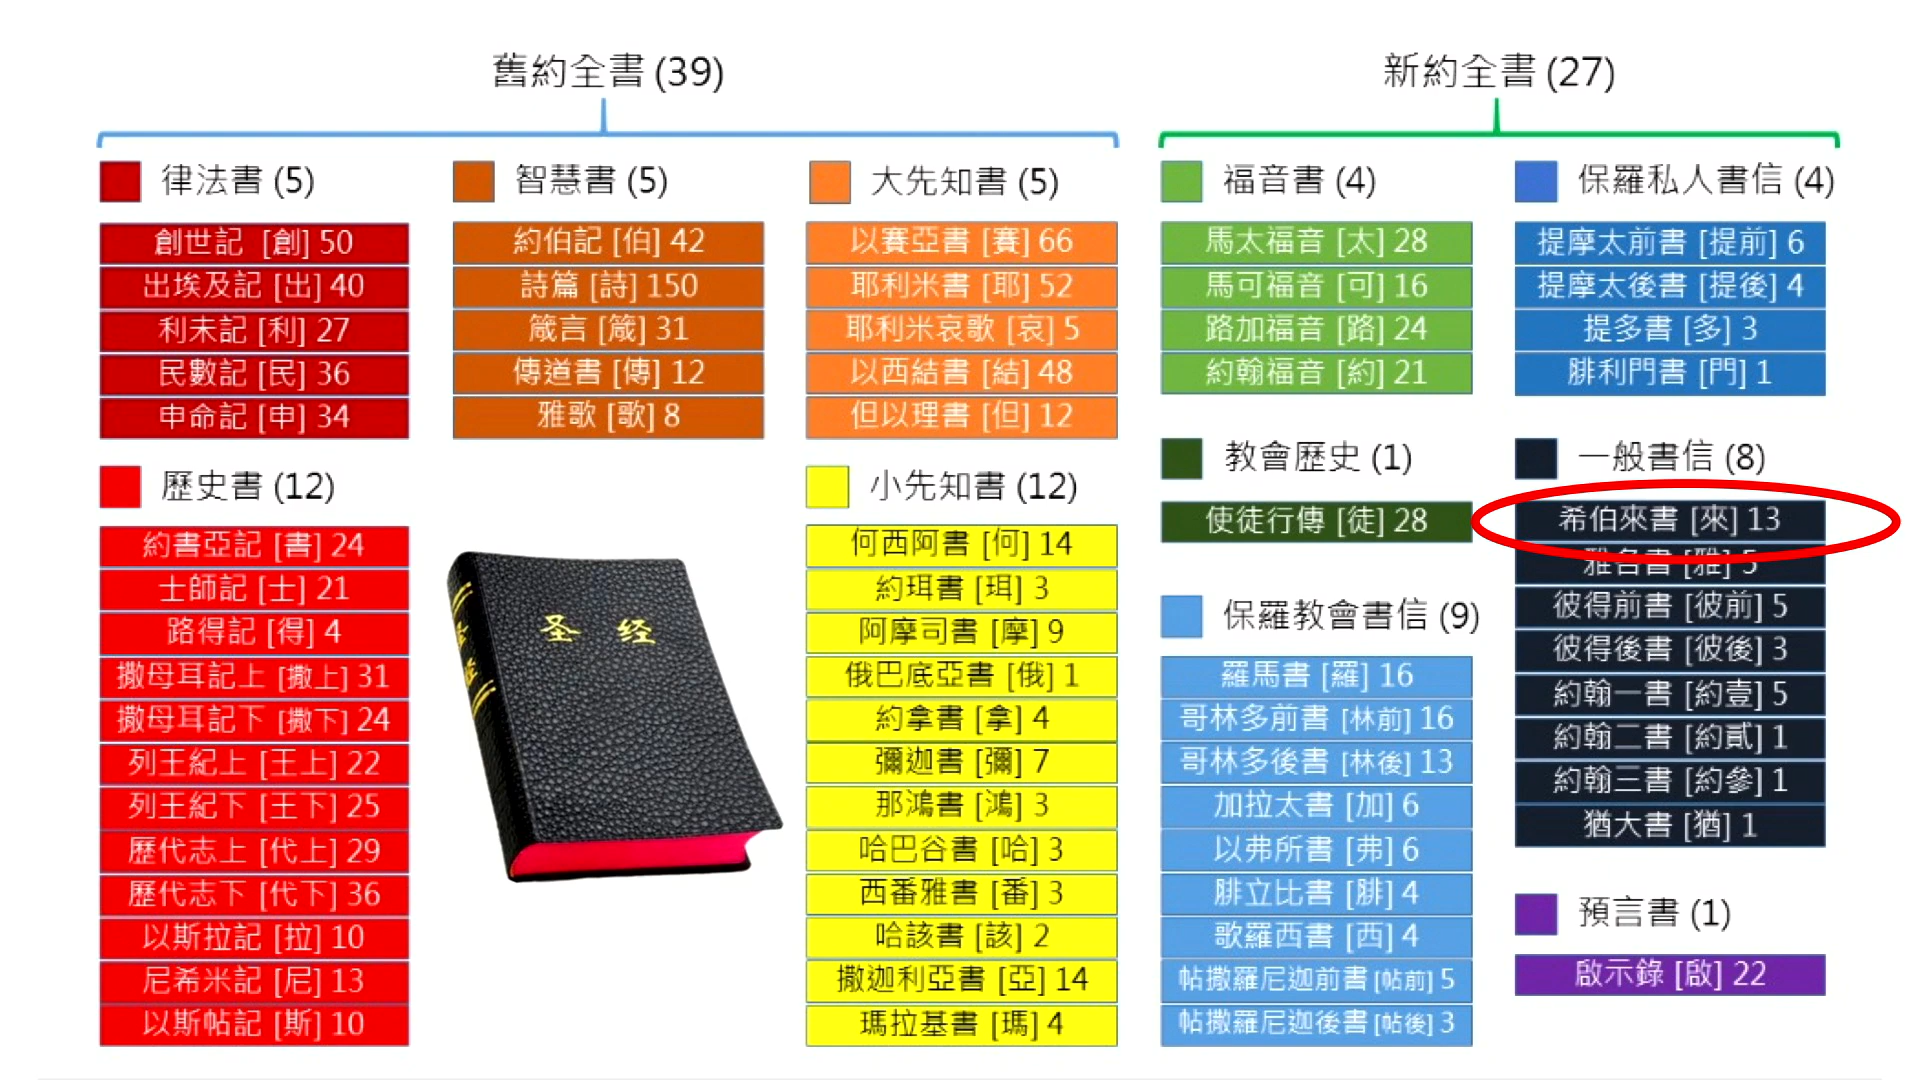 舊約全書 (39)
新約全書 (27)
律法書 (5)
創世記 [創] 50
出埃及記 [出] 40
利未記 [利] 27
民數記 [民] 36
申命記 [申] 34
歷史書 (12)
約書亞記 [書] 24
士師記 [士] 21
路得記 [得] 4
撒母耳記上 [撒上] 31
撒母耳記下 [撒下] 24
列王紀上 [王上] 22
列王紀下 [王下] 25
歷代志上 [代上] 29
歷代志下 [代下] 36
以斯拉記 [拉] 10
尼希米記 [尼] 13
以斯帖記 [斯] 10
智慧書 (5)
約伯記 [伯] 42
詩篇 [詩] 150
箴言 [箴] 31
傳道書 [傳] 12
雅歌 [歌] 8
圣 经
圣经
大先知書 (5)
以賽亞書 [賽] 66
耶利米書 [耶] 52
耶利米哀歌 [哀] 5
以西結書 [結] 48
但以理書 [但] 12
小先知書 (12)
何西阿書 [何] 14
約珥書 [珥] 3
阿摩司書 [摩] 9
俄巴底亞書 [俄] 1
約拿書 [拿] 4
彌迦書 [彌] 7
那鴻書 [鴻] 3
哈巴谷書 [哈] 3
西番雅書 [番] 3
哈該書 [該] 2
撒迦利亞書 [亞] 14
瑪拉基書 [瑪] 4
福音書 (4)
馬太福音 [太] 28
馬可福音 [可] 16
路加福音 [路] 24
約翰福音 [約] 21
教會歷史 (1)
使徒行傳 [徒] 28
保羅教會書信 (9)
羅馬書 [羅] 16
哥林多前書 [林前] 16
哥林多後書 [林後] 13
加拉太書 [加] 6
以弗所書 [弗] 6
腓立比書 [腓] 4
歌羅西書 [西] 4
帖撒羅尼迦前書 [帖前] 5
帖撒羅尼迦後書 [帖後] 3
保羅私人書信 (4)
提摩太前書 [提前] 6
提摩太後書 [提後] 4
提多書 [多] 3
腓利門書 [門] 1
一般書信 (8)
希伯來書 [來] 13
雅各書 [雅] 5
彼得前書 [彼前] 5
彼得後書 [彼後] 3
約翰一書 [約壹] 5
約翰二書 [約貳] 1
約翰三書 [約參] 1
猶大書 [猶] 1
預言書 (1)
啟示錄 [啟] 22